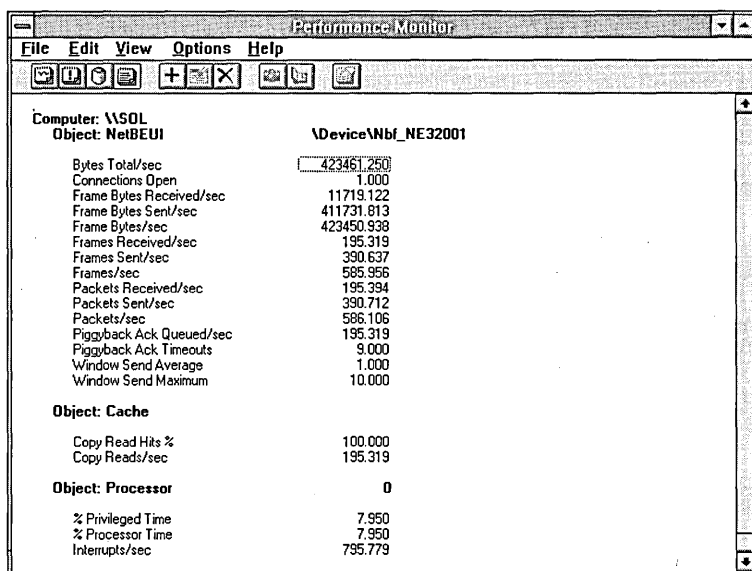 Performance Monitor
File Edit View Options Help
Computer: \\SOL
Object: NetBEUI \Device\Nbf_NE32001
Bytes Total/sec 423461.250
Connections Open 1.000
Frame Bytes Received/sec 11719.122
Frame Bytes Sent/sec 411731.813
Frame Bytes/sec 423450.938
Frames Received/sec 195.319
Frames Sent/sec 390.637
Frames/sec 585.956
Packets Received/sec 195.394
Packets Sent/sec 390.712
Packets/sec 586.106
Piggyback Ack Queued/sec 195.319
Piggyback Ack Timeouts 9.000
Window Send Average 1.000
Window Send Maximum 10.000
Object: Cache
Copy Read Hits % 100.000
Copy Reads/sec 195.319
Object: Processor 0
% Privileged Time 7.950
% Processor Time 7.950
Interrupts/sec 795.779